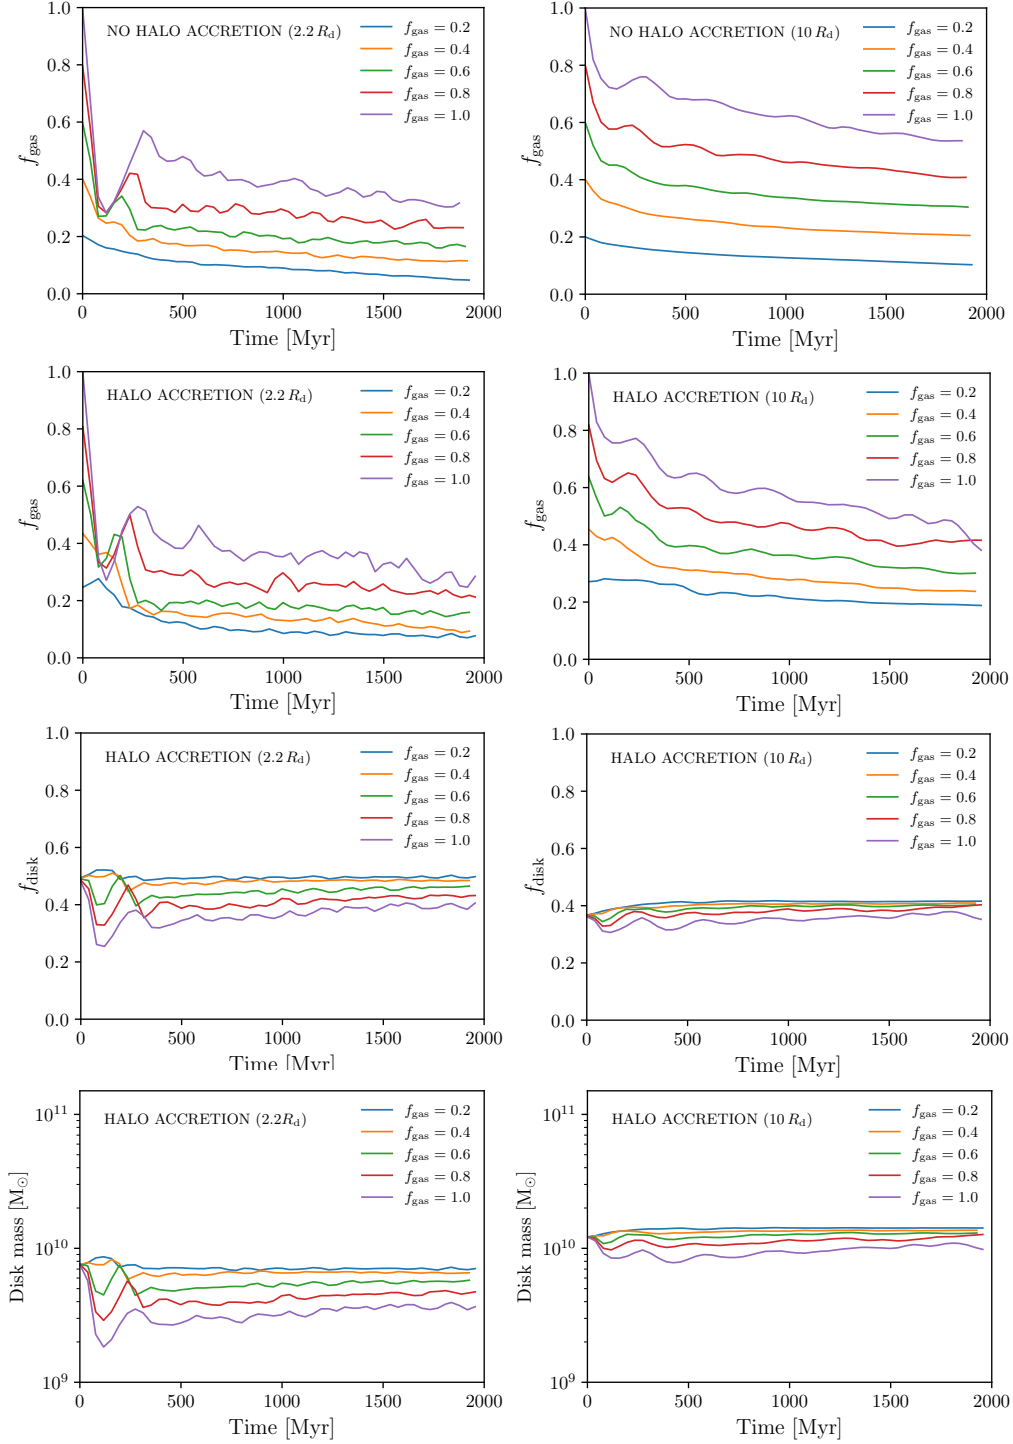 NO HALO ACCRETION (2.2 R_d)
f_gas = 0.2
f_gas = 0.4
f_gas = 0.6
f_gas = 0.8
f_gas = 1.0
1.0
0.8
0.6
0.4
0.2
0.0
f_gas
0 500 1000 1500 2000
Time [Myr]
NO HALO ACCRETION (10 R_d)
f_gas = 0.2
f_gas = 0.4
f_gas = 0.6
f_gas = 0.8
f_gas = 1.0
1.0
0.8
0.6
0.4
0.2
0.0
f_gas
0 500 1000 1500 2000
Time [Myr]
HALO ACCRETION (2.2 R_d)
f_gas = 0.2
f_gas = 0.4
f_gas = 0.6
f_gas = 0.8
f_gas = 1.0
1.0
0.8
0.6
0.4
0.2
0.0
f_gas
0 500 1000 1500 2000
Time [Myr]
HALO ACCRETION (10 R_d)
f_gas = 0.2
f_gas = 0.4
f_gas = 0.6
f_gas = 0.8
f_gas = 1.0
1.0
0.8
0.6
0.4
0.2
0.0
f_gas
0 500 1000 1500 2000
Time [Myr]
HALO ACCRETION (2.2 R_d)
f_gas = 0.2
f_gas = 0.4
f_gas = 0.6
f_gas = 0.8
f_gas = 1.0
1.0
0.8
0.6
0.4
0.2
0.0
f_disk
0 500 1000 1500 2000
Time [Myr]
HALO ACCRETION (10 R_d)
f_gas = 0.2
f_gas = 0.4
f_gas = 0.6
f_gas = 0.8
f_gas = 1.0
1.0
0.8
0.6
0.4
0.2
0.0
f_disk
0 500 1000 1500 2000
Time [Myr]
HALO ACCRETION (2.2R_d)
f_gas = 0.2
f_gas = 0.4
f_gas = 0.6
f_gas = 0.8
f_gas = 1.0
10^11
10^10
10^9
Disk mass [M_⊙]
0 500 1000 1500 2000
Time [Myr]
HALO ACCRETION (10 R_d)
f_gas = 0.2
f_gas = 0.4
f_gas = 0.6
f_gas = 0.8
f_gas = 1.0
10^11
10^10
10^9
Disk mass [M_⊙]
0 500 1000 1500 2000
Time [Myr]